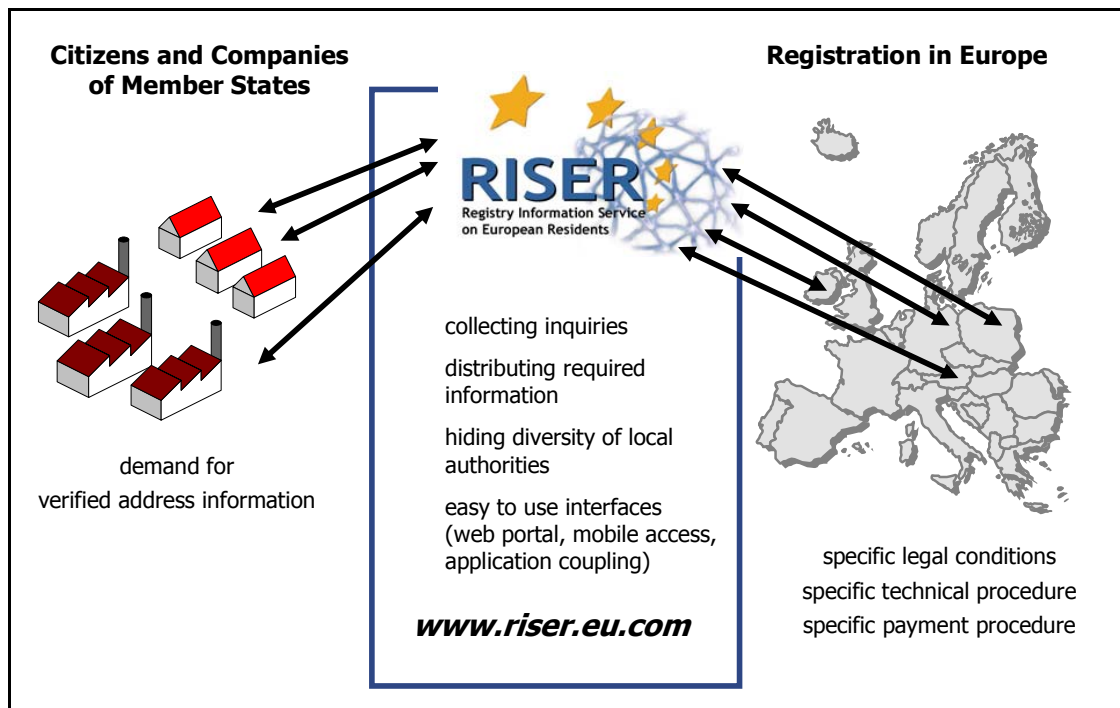 Citizens and Companies
of Member States
demand for
verified address information
RISER
Registry Information Service
on European Residents
collecting inquiries
distributing required
information
hiding diversity of local
authorities
easy to use interfaces
(web portal, mobile access,
application coupling)
www.riser.eu.com
Registration in Europe
specific legal conditions
specific technical procedure
specific payment procedure